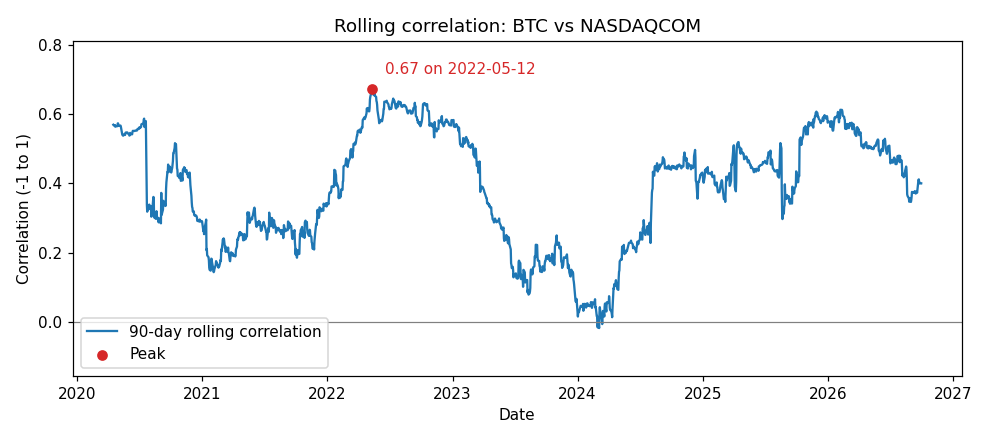 Rolling correlation: BTC vs NASDAQCOM
0.8
0.67 on 2022-05-12
0.6
0.4
0.2
0.0
Correlation (-1 to 1)
90-day rolling correlation
Peak
2020
2021
2022
2023
2024
2025
2026
2027
Date